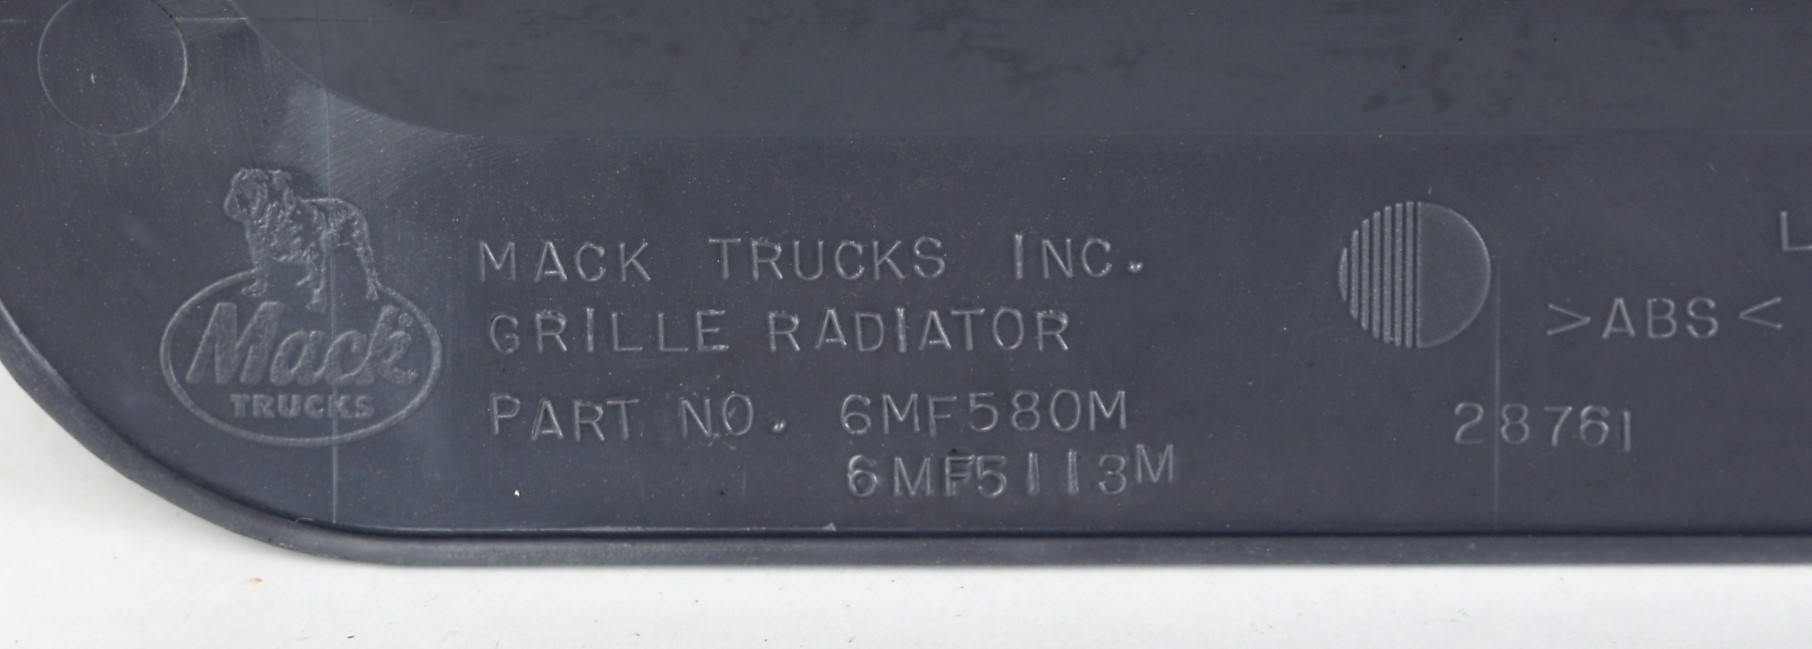 Mack®
TRUCKS
MACK TRUCKS INC.
GRILLE RADIATOR
PART NO. 6MF580M
6MF5113M
>ABS<
28761
L